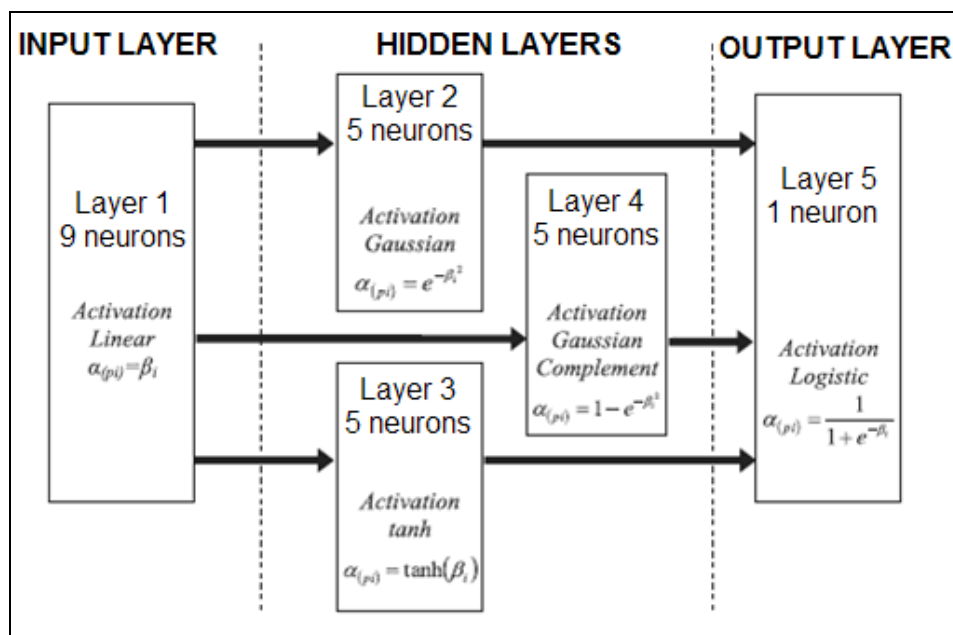 INPUT LAYER
HIDDEN LAYERS
OUTPUT LAYER
Layer 1
9 neurons
Activation
Linear
α(pi)=βi
Layer 2
5 neurons
Activation
Gaussian
α(pi) = e^{-βi²}
Layer 3
5 neurons
Activation
tanh
α(pi) = tanh(βi)
Layer 4
5 neurons
Activation
Gaussian
Complement
α(pi) = 1 − e^{-βi²}
Layer 5
1 neuron
Activation
Logistic
α(pi) = 1 / (1 + e^{-βi})